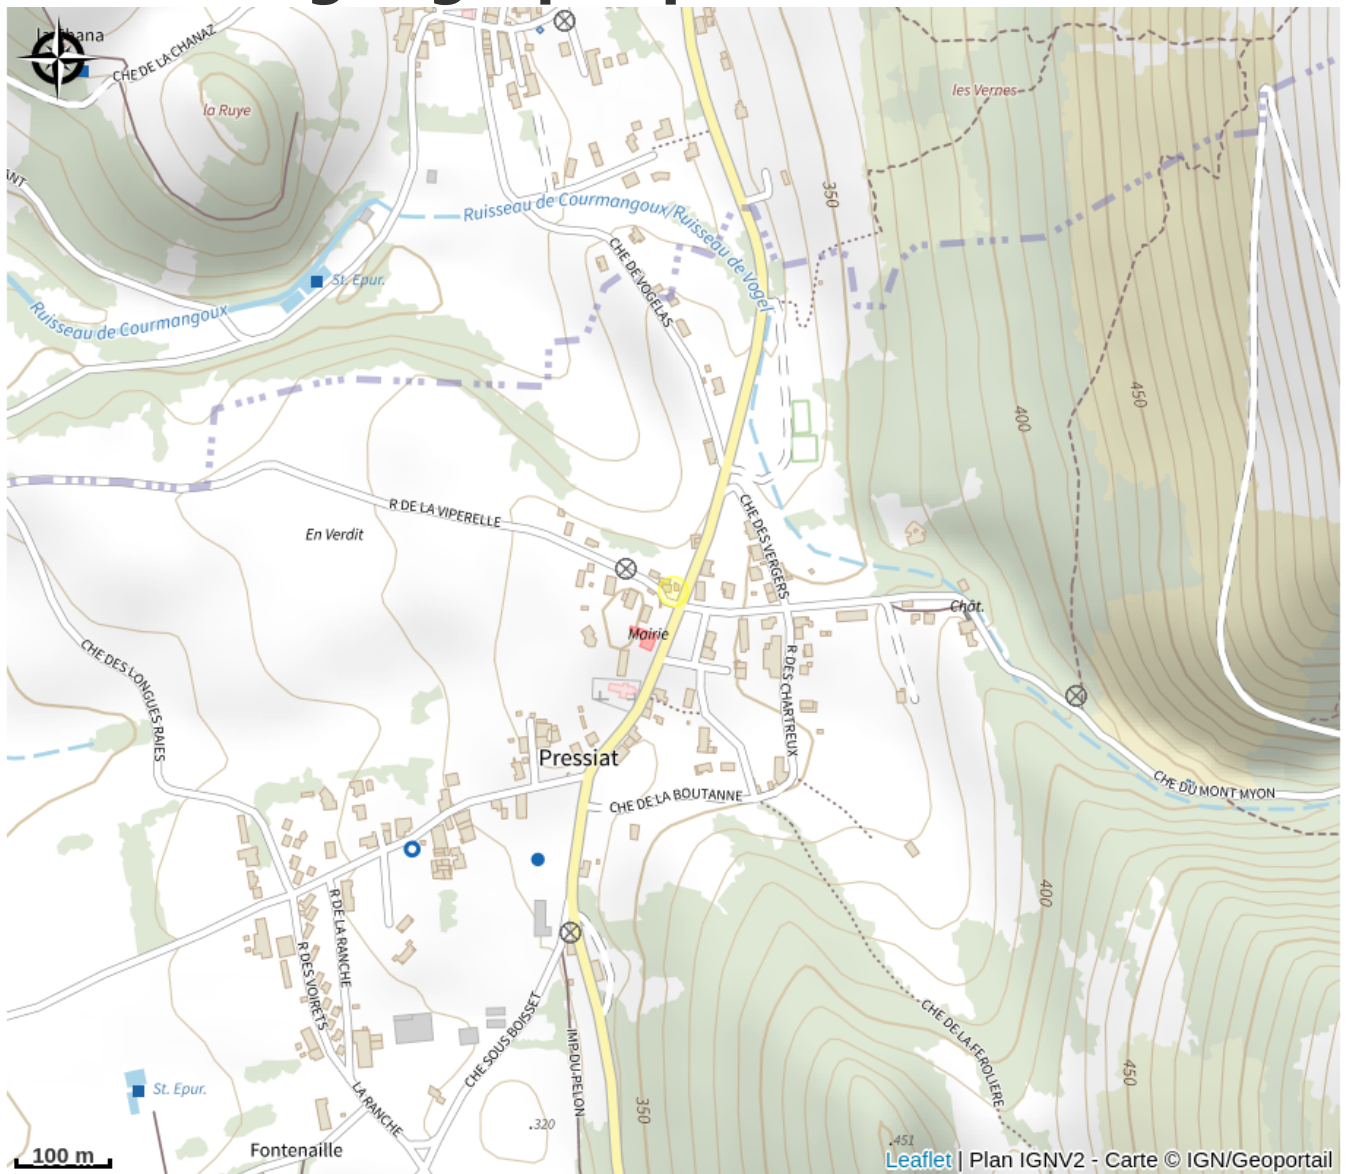 la Chana
CHE DE LA CHANAZ
la Ruye
les Vernes
ANT
350
Ruisseau de Courmangoux/Ruisseau de Vogel
CHE DE VOGELAS
St. Epur.
Ruisseau de Courmangoux
450
400
R DE LA VIPERELLE
CHE DES VERGERS
En Verdit
Chât.
Mairie
CHE DES LONGUES RAIES
R DES CHARTREUX
Pressiat
CHE DU MONT MYON
CHE DE LA BOUTANNE
400
R DE LA RANCHE
R DES VOIRETS
CHE SOUS BOISSET
IMP DU PELON
CHE DE LA FEROLIERE
450
St. Epur.
LA RANCHE
350
.320
.451
Fontenaille
100 m
Leaflet | Plan IGNV2 - Carte © IGN/Geoportail